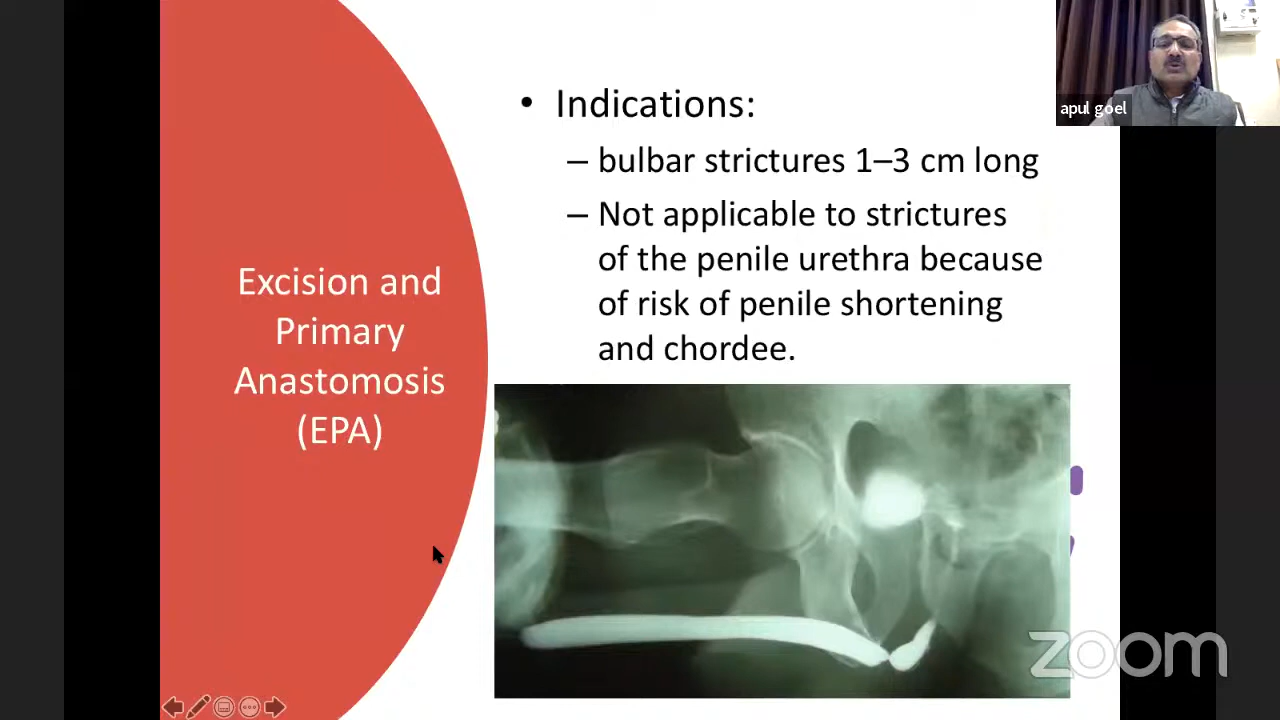 Excision and
Primary
Anastomosis
(EPA)
• Indications:
– bulbar strictures 1–3 cm long
– Not applicable to strictures
of the penile urethra because
of risk of penile shortening
and chordee.
apul goel
zoom